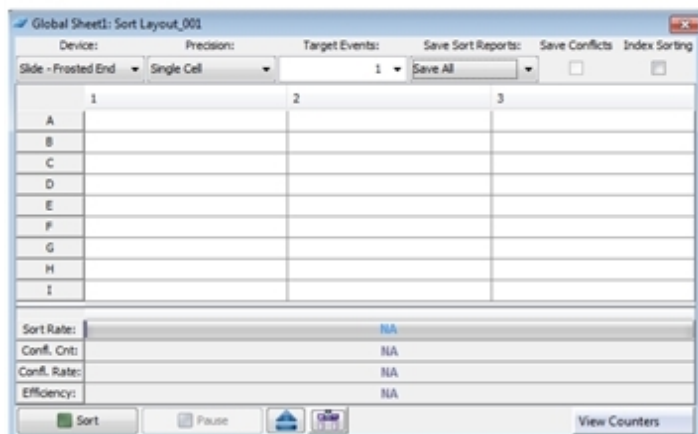 Global Sheet1: Sort Layout_001
Device: Precision: Target Events: Save Sort Reports: Save Conflicts Index Sorting
Slide - Frosted End Single Cell 1 Save All
1 2 3
A
B
C
D
E
F
G
H
I
Sort Rate: NA
Confl. Cnt: NA
Confl. Rate: NA
Efficiency: NA
Sort Pause View Counters